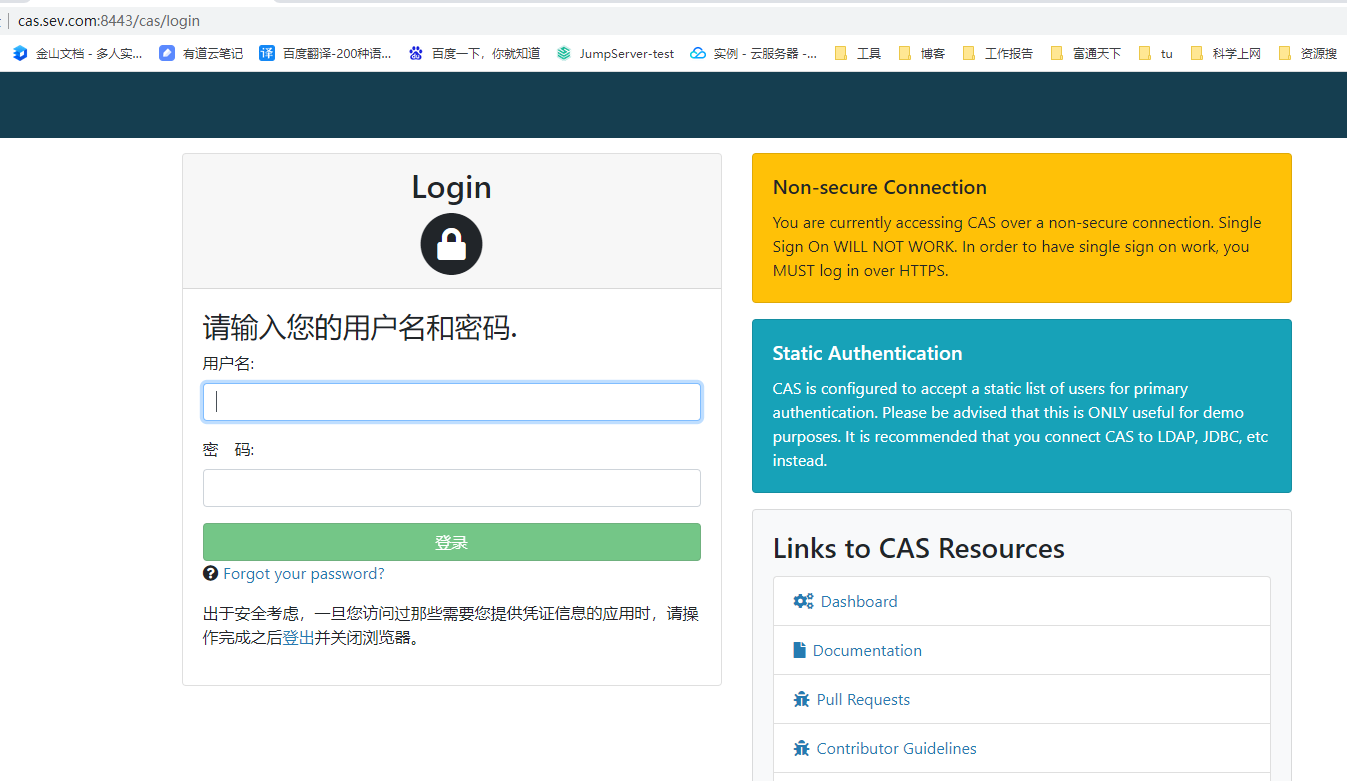 cas.sev.com:8443/cas/login
金山文档 - 多人实... 有道云笔记 百度翻译-200种语... 百度一下，你就知道 JumpServer-test 实例 - 云服务器 -... 工具 博客 工作报告 富通天下 tu 科学上网 资源搜
Login
请输入您的用户名和密码.
用户名:
密 码:
登录
Forgot your password?
出于安全考虑，一旦您访问过那些需要您提供凭证信息的应用时，请操
作完成之后登出并关闭浏览器。
Non-secure Connection
You are currently accessing CAS over a non-secure connection. Single
Sign On WILL NOT WORK. In order to have single sign on work, you
MUST log in over HTTPS.
Static Authentication
CAS is configured to accept a static list of users for primary
authentication. Please be advised that this is ONLY useful for demo
purposes. It is recommended that you connect CAS to LDAP, JDBC, etc
instead.
Links to CAS Resources
Dashboard
Documentation
Pull Requests
Contributor Guidelines